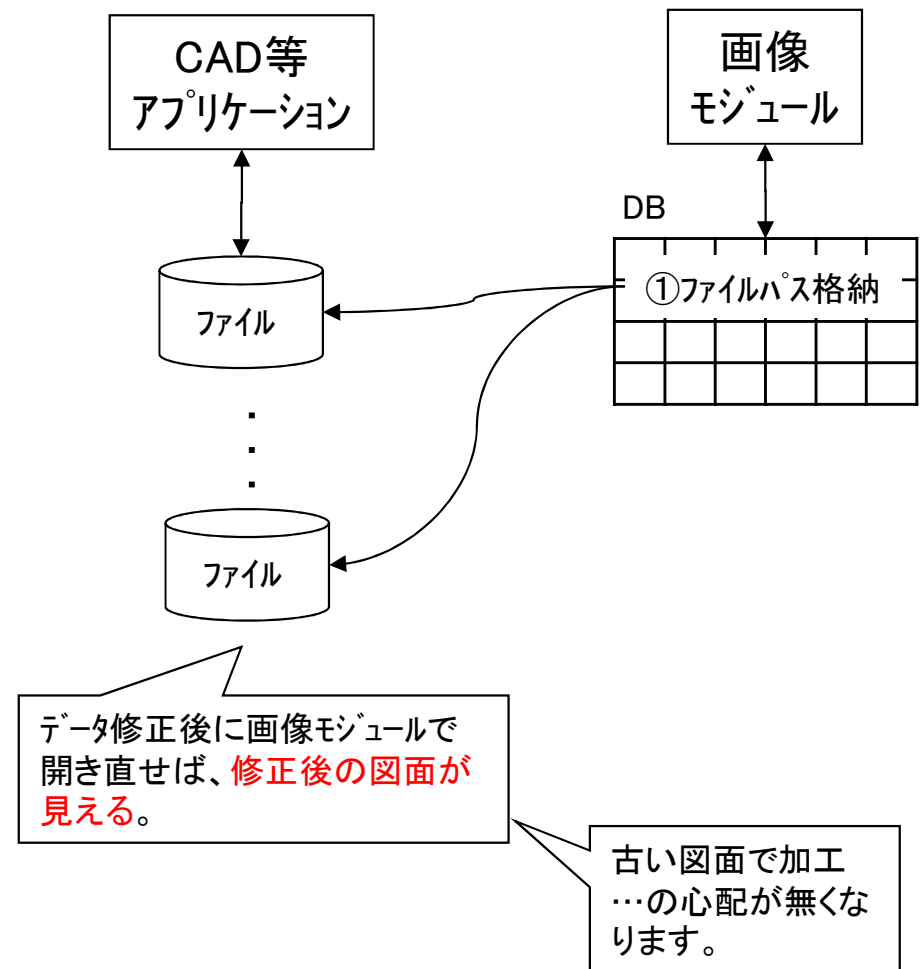 CAD等
アプリケーション
画像
モジュール
DB
①ファイルパス格納
ファイル
ファイル
データ修正後に画像モジュールで
開き直せば、修正後の図面が
見える。
古い図面で加工
…の心配が無くな
ります。